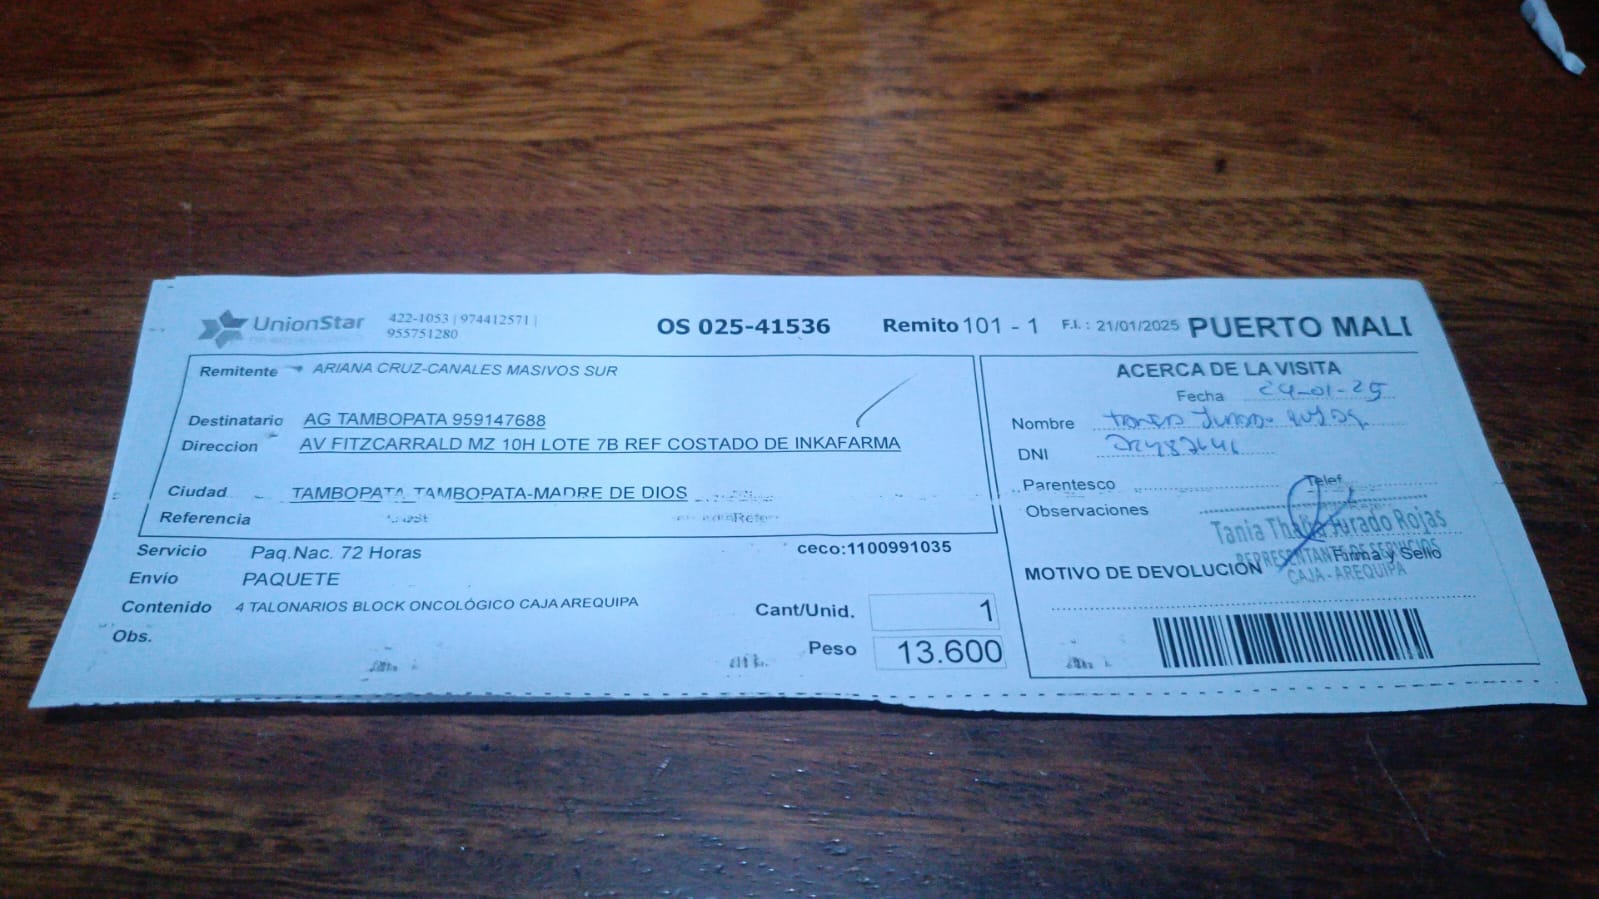 UnionStar 422-1053 | 974412571 |
955751280
OS 025-41536 Remito 101 - 1 F.I. : 21/01/2025 PUERTO MALD
Remitente ARIANA CRUZ-CANALES MASIVOS SUR
Destinatario AG TAMBOPATA 959147688
Direccion AV FITZCARRALD MZ 10H LOTE 7B REF COSTADO DE INKAFARMA
Ciudad TAMBOPATA TAMBOPATA-MADRE DE DIOS
Referencia
Servicio Paq.Nac. 72 Horas ceco:1100991035
Envio PAQUETE
Contenido 4 TALONARIOS BLOCK ONCOLÓGICO CAJA AREQUIPA
Obs.
Cant/Unid. 1
Peso 13.600
ACERCA DE LA VISITA
Fecha 24-01-25
Nombre
DNI
Parentesco Telef
Observaciones
Tania Thalia Jurado Rojas
REPRESENTANTE DE SERVICIOS
CAJA - AREQUIPA
Firma y Sello
MOTIVO DE DEVOLUCIÓN